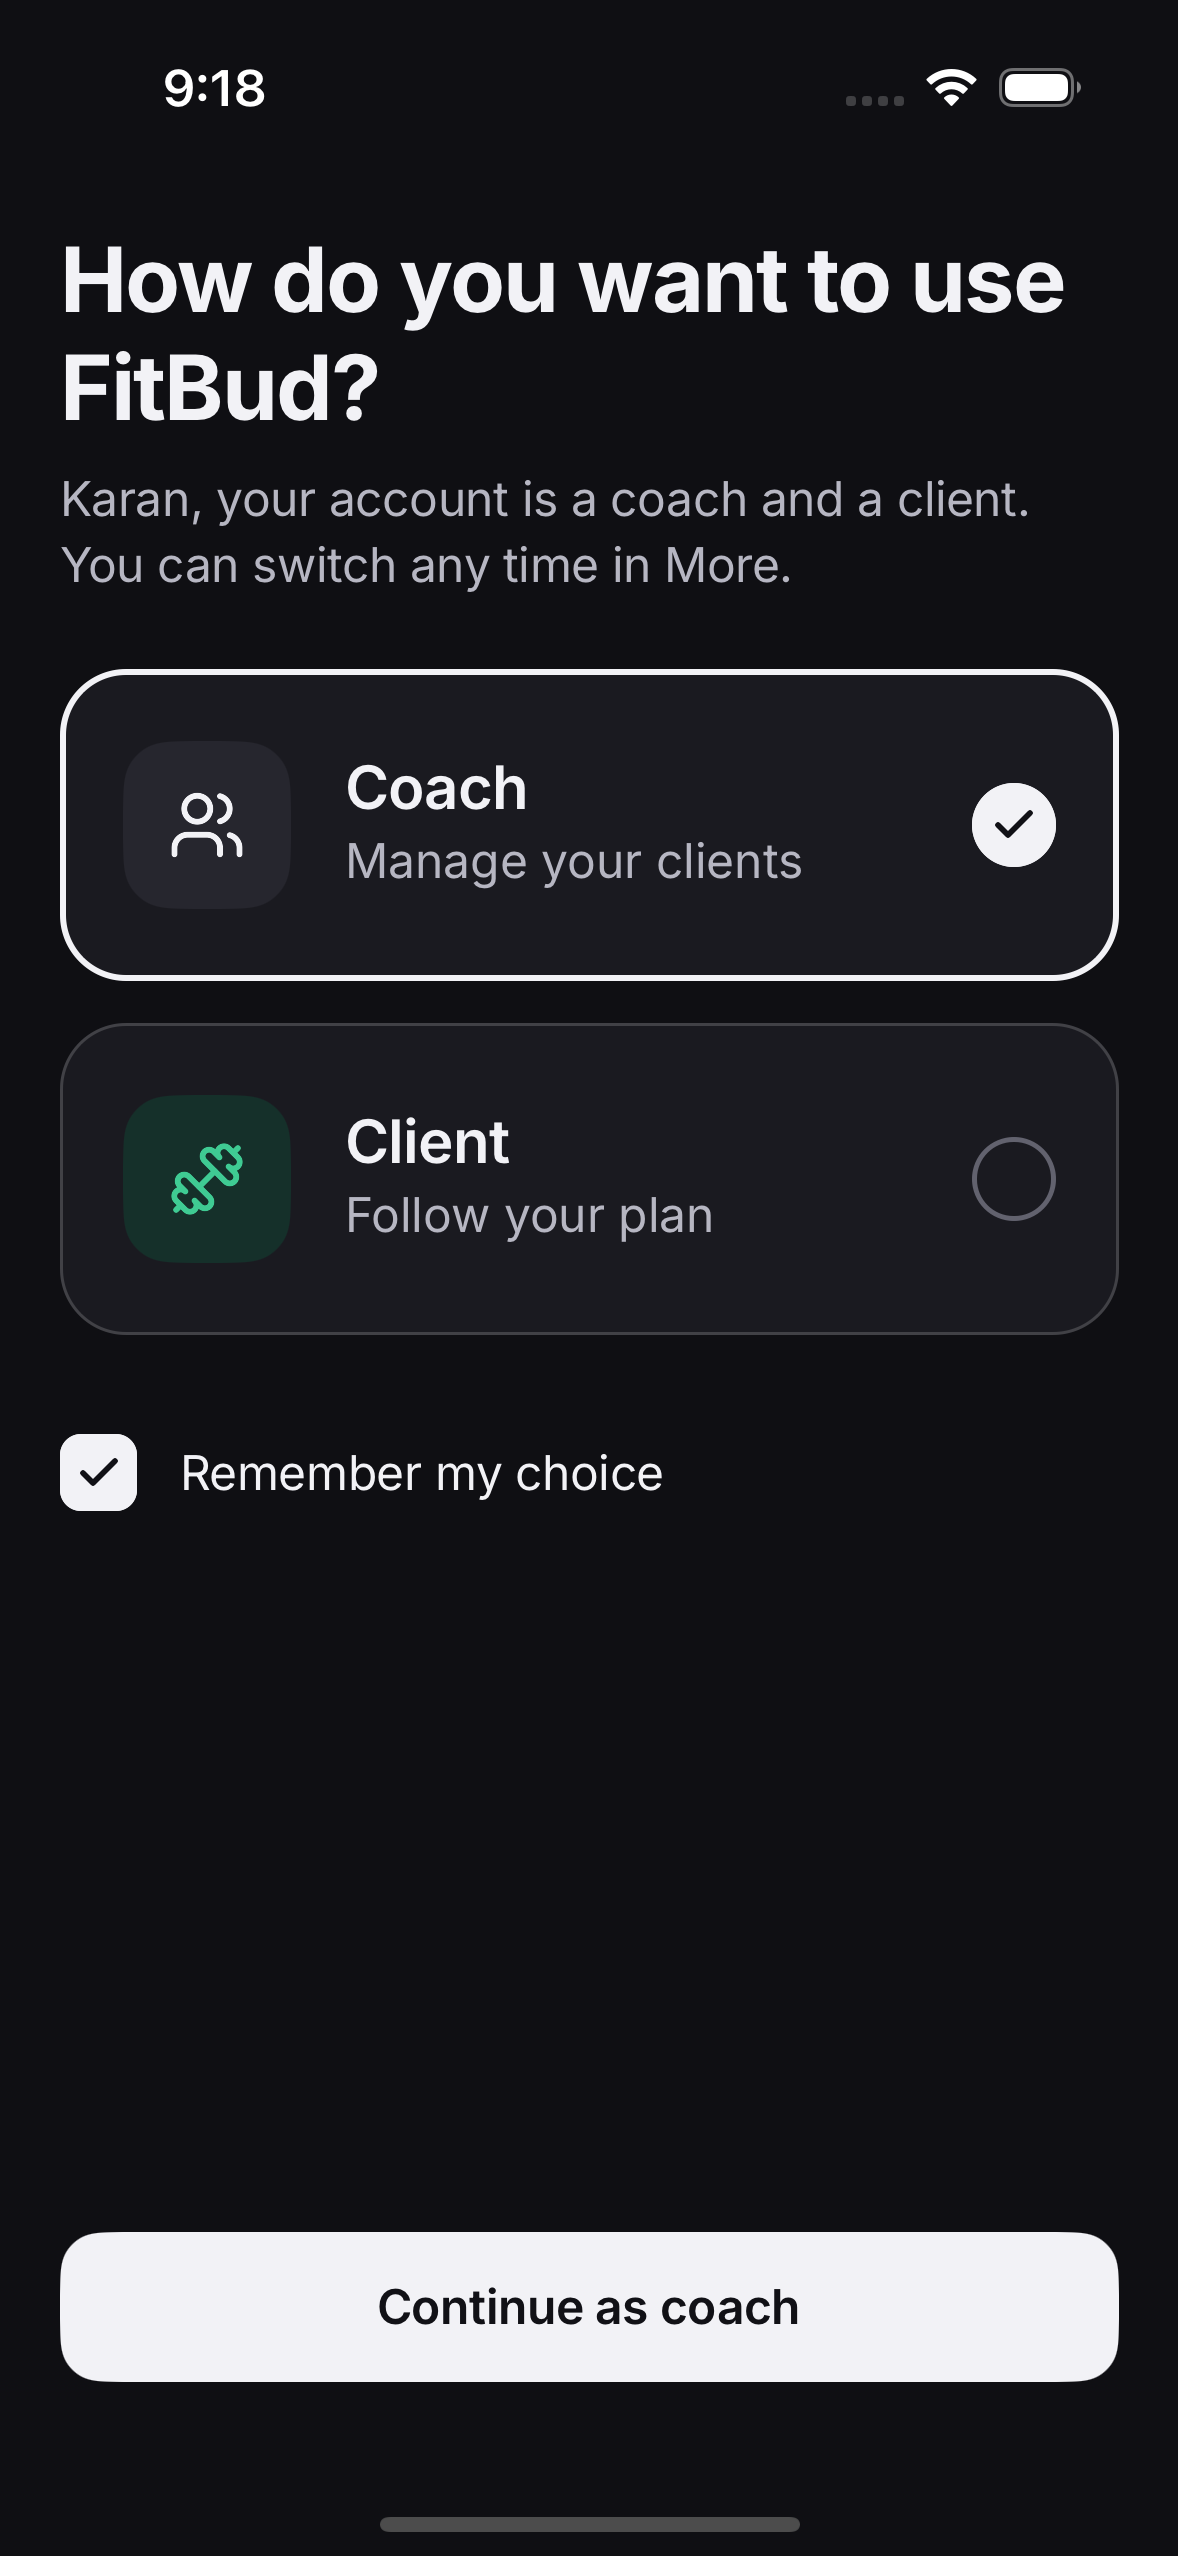 9:18
How do you want to use
FitBud?
Karan, your account is a coach and a client.
You can switch any time in More.
Coach
Manage your clients
Client
Follow your plan
Remember my choice
Continue as coach